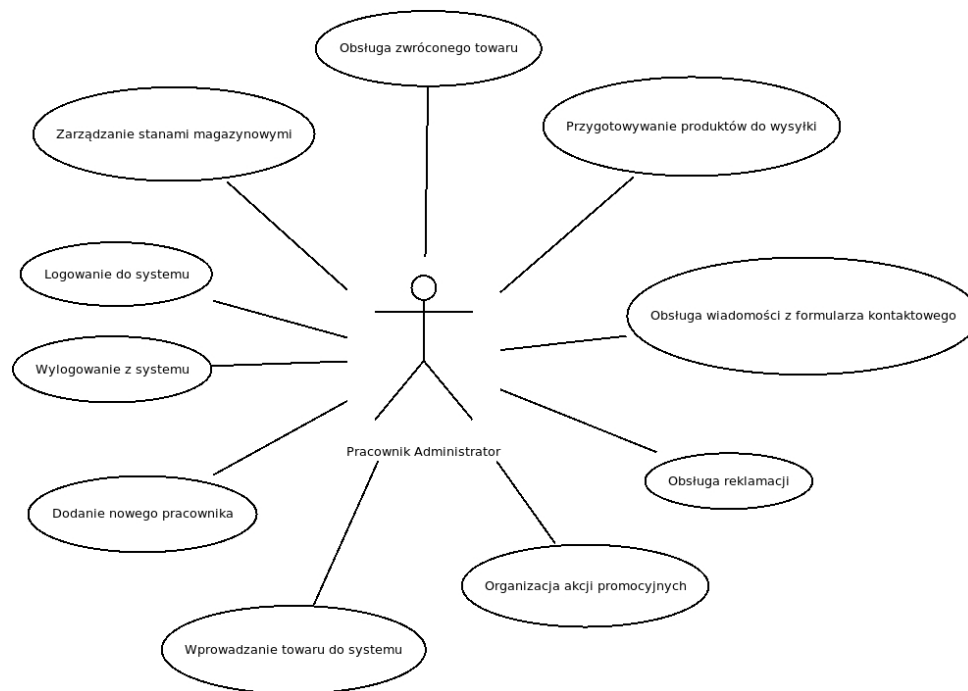 Obsługa zwróconego towaru
Zarządzanie stanami magazynowymi
Przygotowywanie produktów do wysyłki
Logowanie do systemu
Obsługa wiadomości z formularza kontaktowego
Wylogowanie z systemu
Pracownik Administrator
Obsługa reklamacji
Dodanie nowego pracownika
Organizacja akcji promocyjnych
Wprowadzanie towaru do systemu